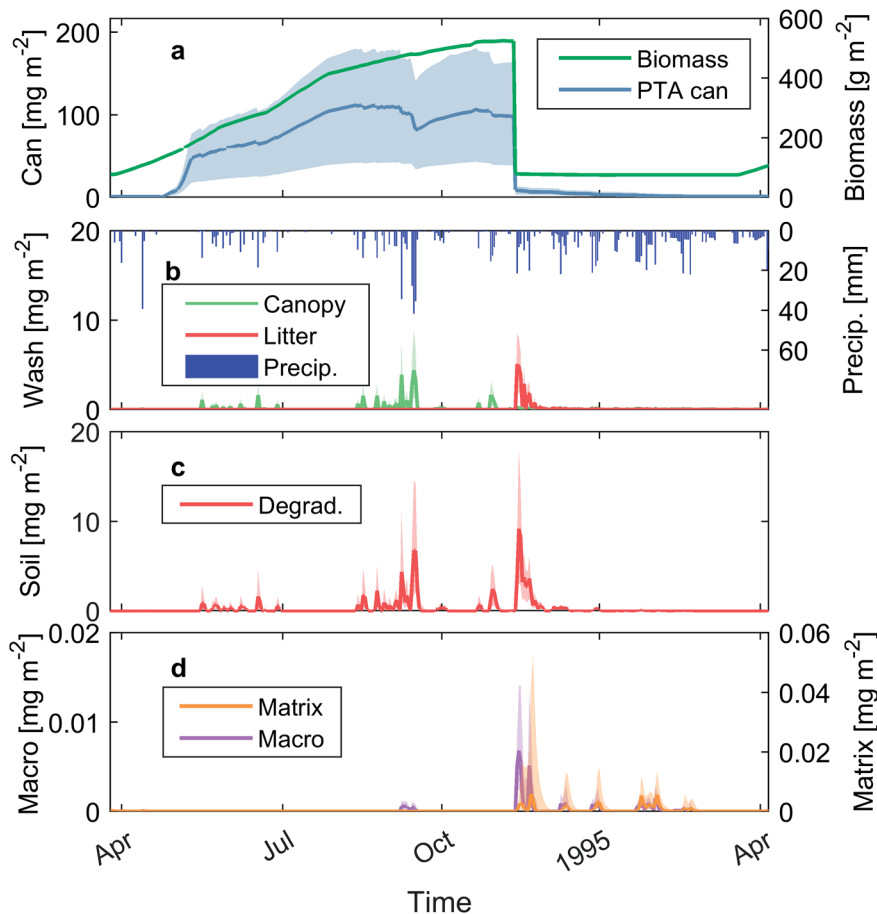 a
Can [mg m⁻²]
200
100
0
Biomass
PTA can
600
400
200
0
Biomass [g m⁻²]
b
Wash [mg m⁻²]
20
10
0
Canopy
Litter
Precip.
0
20
40
60
Precip. [mm]
c
Soil [mg m⁻²]
20
10
0
Degrad.
d
Macro [mg m⁻²]
0.02
0.01
0
Matrix
Macro
0.06
0.04
0.02
0
Matrix [mg m⁻²]
Apr
Jul
Oct
1995
Apr
Time